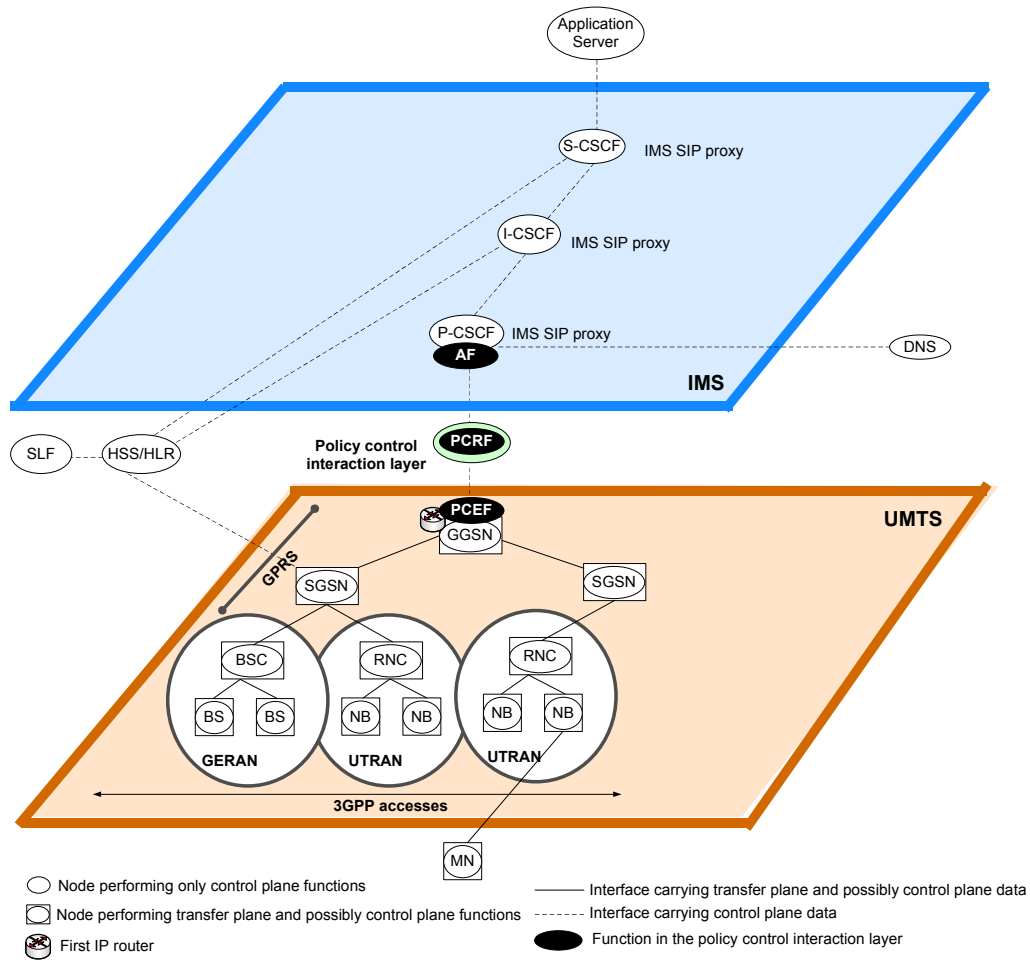 Application
Server
S-CSCF
IMS SIP proxy
I-CSCF
IMS SIP proxy
P-CSCF
IMS SIP proxy
AF
DNS
IMS
SLF
HSS/HLR
Policy control
interaction layer
PCRF
PCEF
UMTS
GGSN
GPRS
SGSN
SGSN
BSC
RNC
RNC
BS
BS
NB
NB
NB
NB
GERAN
UTRAN
UTRAN
3GPP accesses
MN
Node performing only control plane functions
Node performing transfer plane and possibly control plane functions
First IP router
Interface carrying transfer plane and possibly control plane data
Interface carrying control plane data
Function in the policy control interaction layer